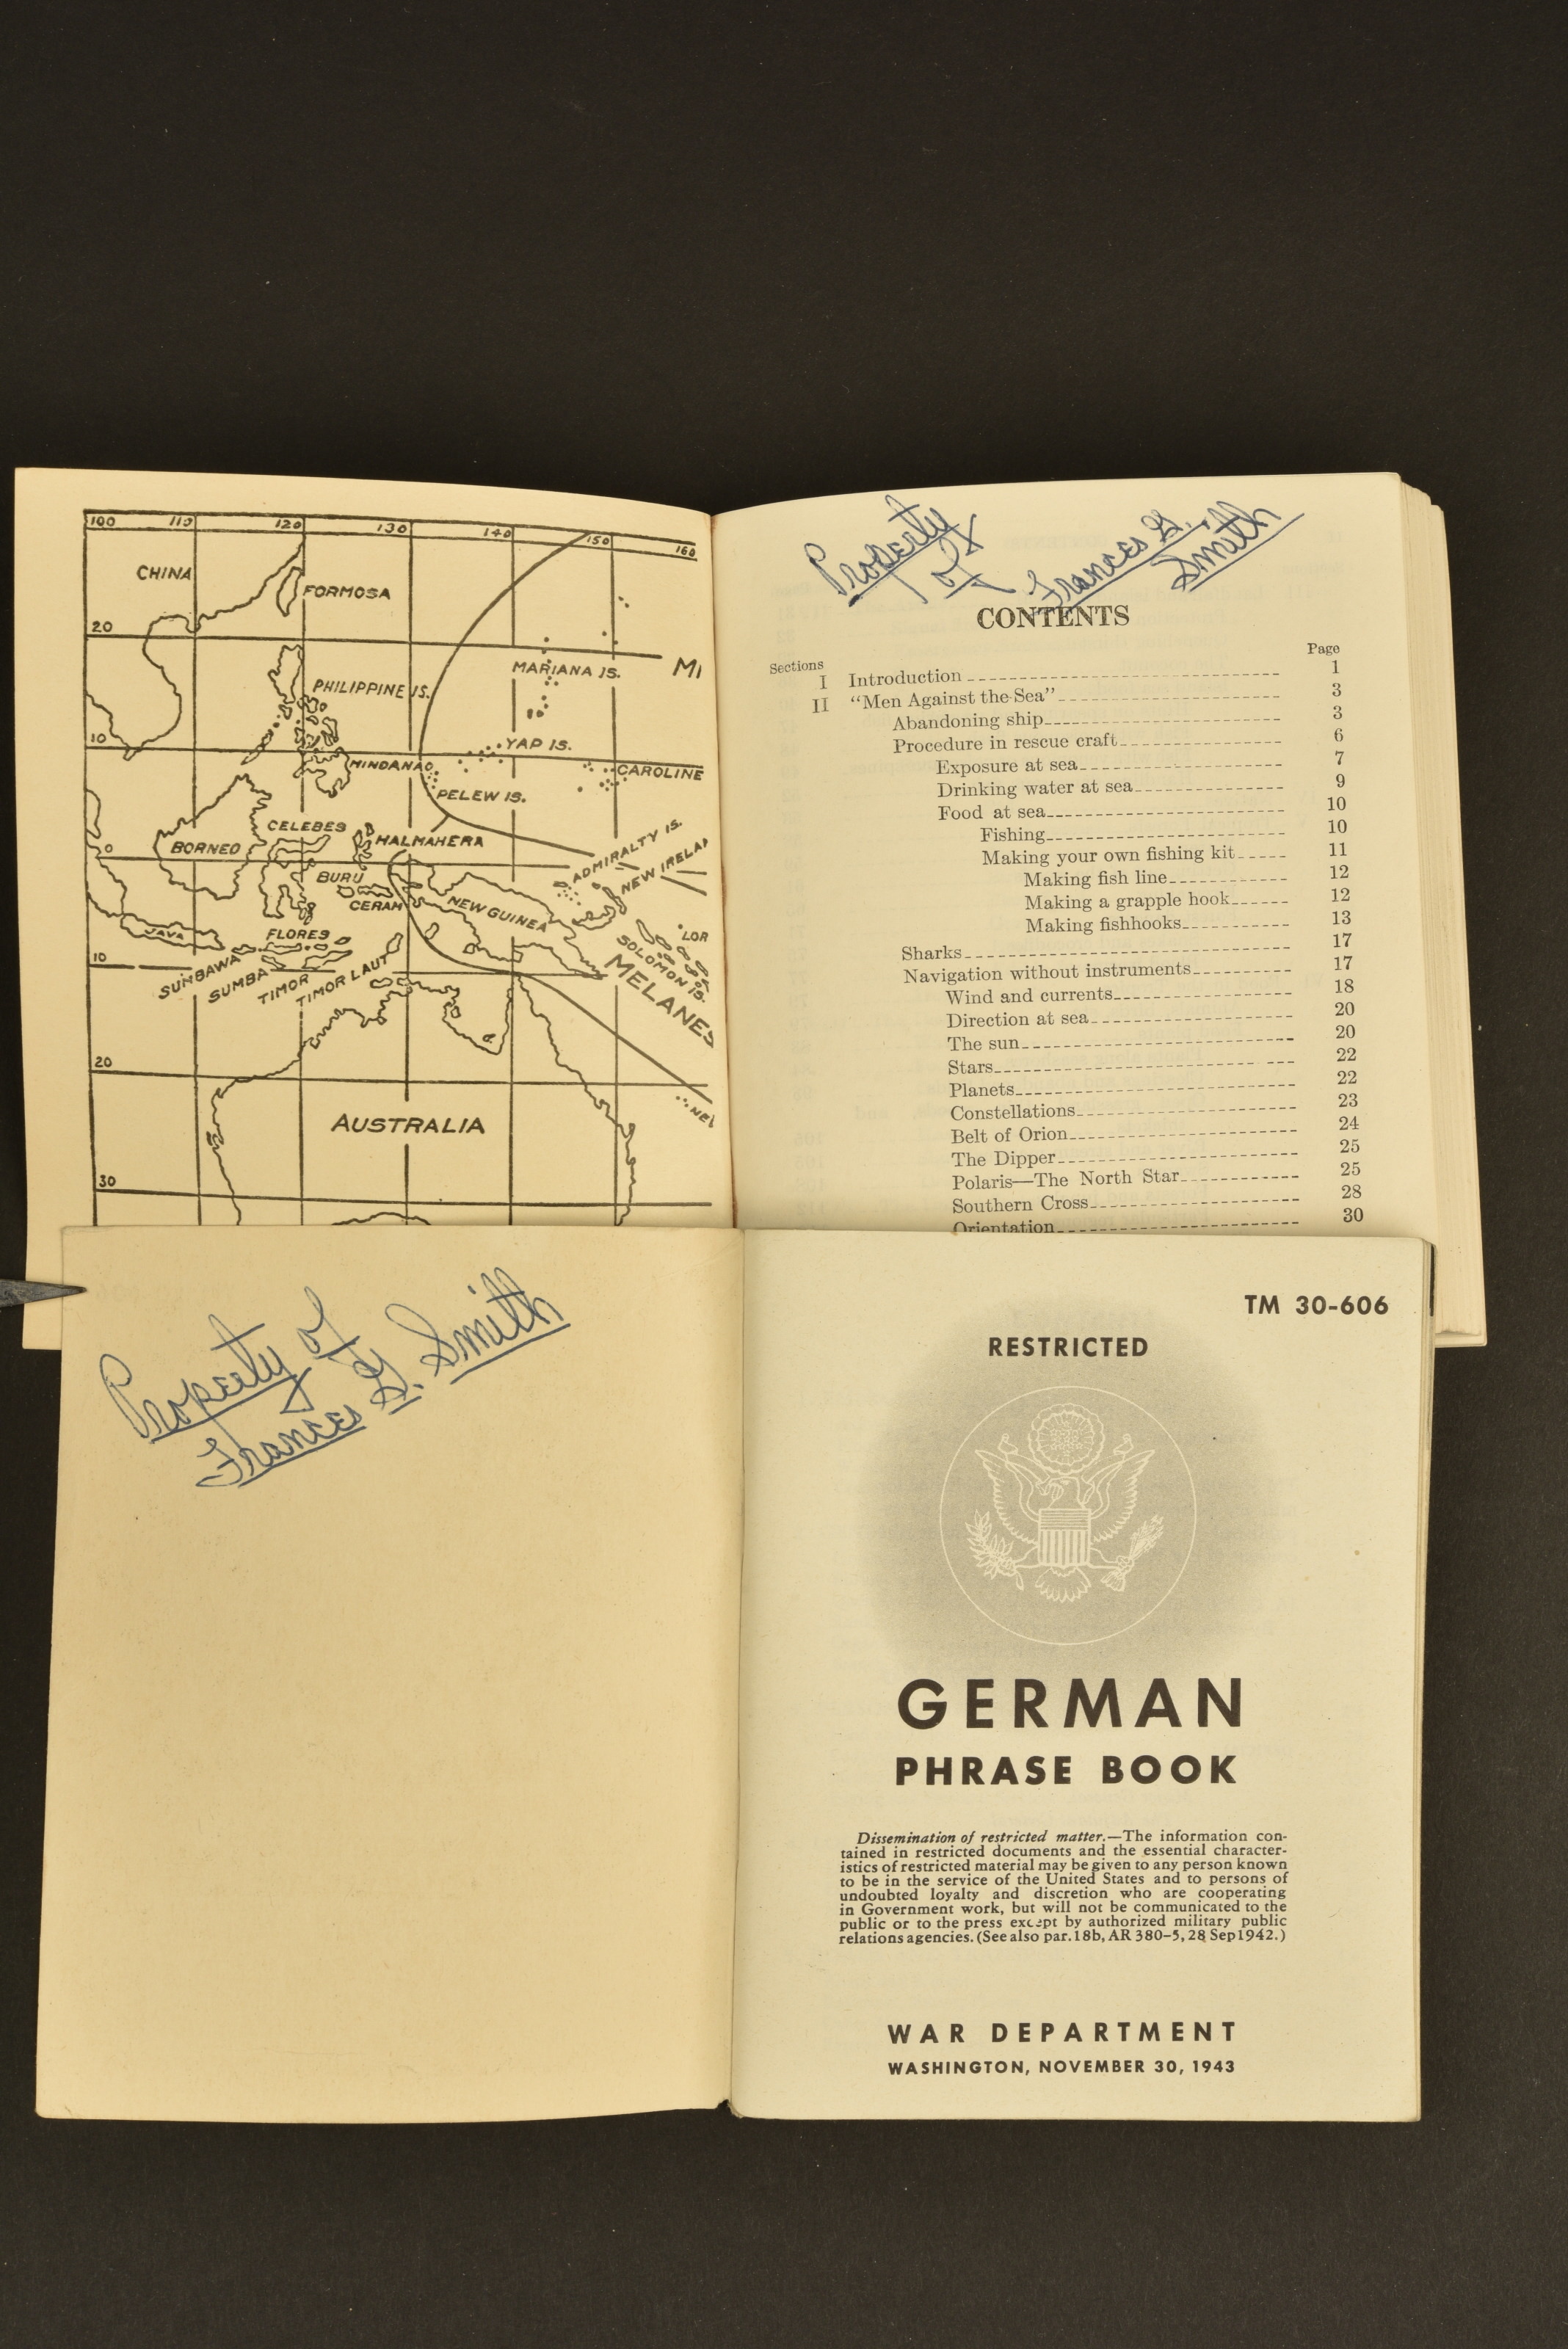 100 110 120 130 140 150 160
CHINA
FORMOSA
20
MARIANA IS.
MI
PHILIPPINE IS.
10
YAP IS.
MINDANAO
CAROLINE
PELEW IS.
CELEBES
HALMAHERA
BORNEO
0
ADMIRALTY IS.
NEW IRELA
BURU
CERAM
NEW GUINEA
JAVA
FLORES
LOR
SOLOMON IS.
10
SUMBAWA
SUMBA
TIMOR
TIMOR LAUT
MELANES
20
NEW
AUSTRALIA
30
Property
of
Frances G.
Smith
CONTENTS
Sections Page
I Introduction 1
II “Men Against the Sea” 3
Abandoning ship 3
Procedure in rescue craft 6
Exposure at sea 7
Drinking water at sea 9
Food at sea 10
Fishing 10
Making your own fishing kit 11
Making fish line 12
Making a grapple hook 12
Making fishhooks 13
Sharks 17
Navigation without instruments 17
Wind and currents 18
Direction at sea 20
The sun 20
Stars 22
Planets 22
Constellations 23
Belt of Orion 24
The Dipper 25
Polaris—The North Star 25
Southern Cross 28
Orientation 30
Property of
Frances G. Smith
TM 30-606
RESTRICTED
GERMAN
PHRASE BOOK
Dissemination of restricted matter.—The information con-
tained in restricted documents and the essential character-
istics of restricted material may be given to any person known
to be in the service of the United States and to persons of
undoubted loyalty and discretion who are cooperating
in Government work, but will not be communicated to the
public or to the press except by authorized military public
relations agencies. (See also par. 18b, AR 380-5, 28 Sep 1942.)
WAR DEPARTMENT
WASHINGTON, NOVEMBER 30, 1943